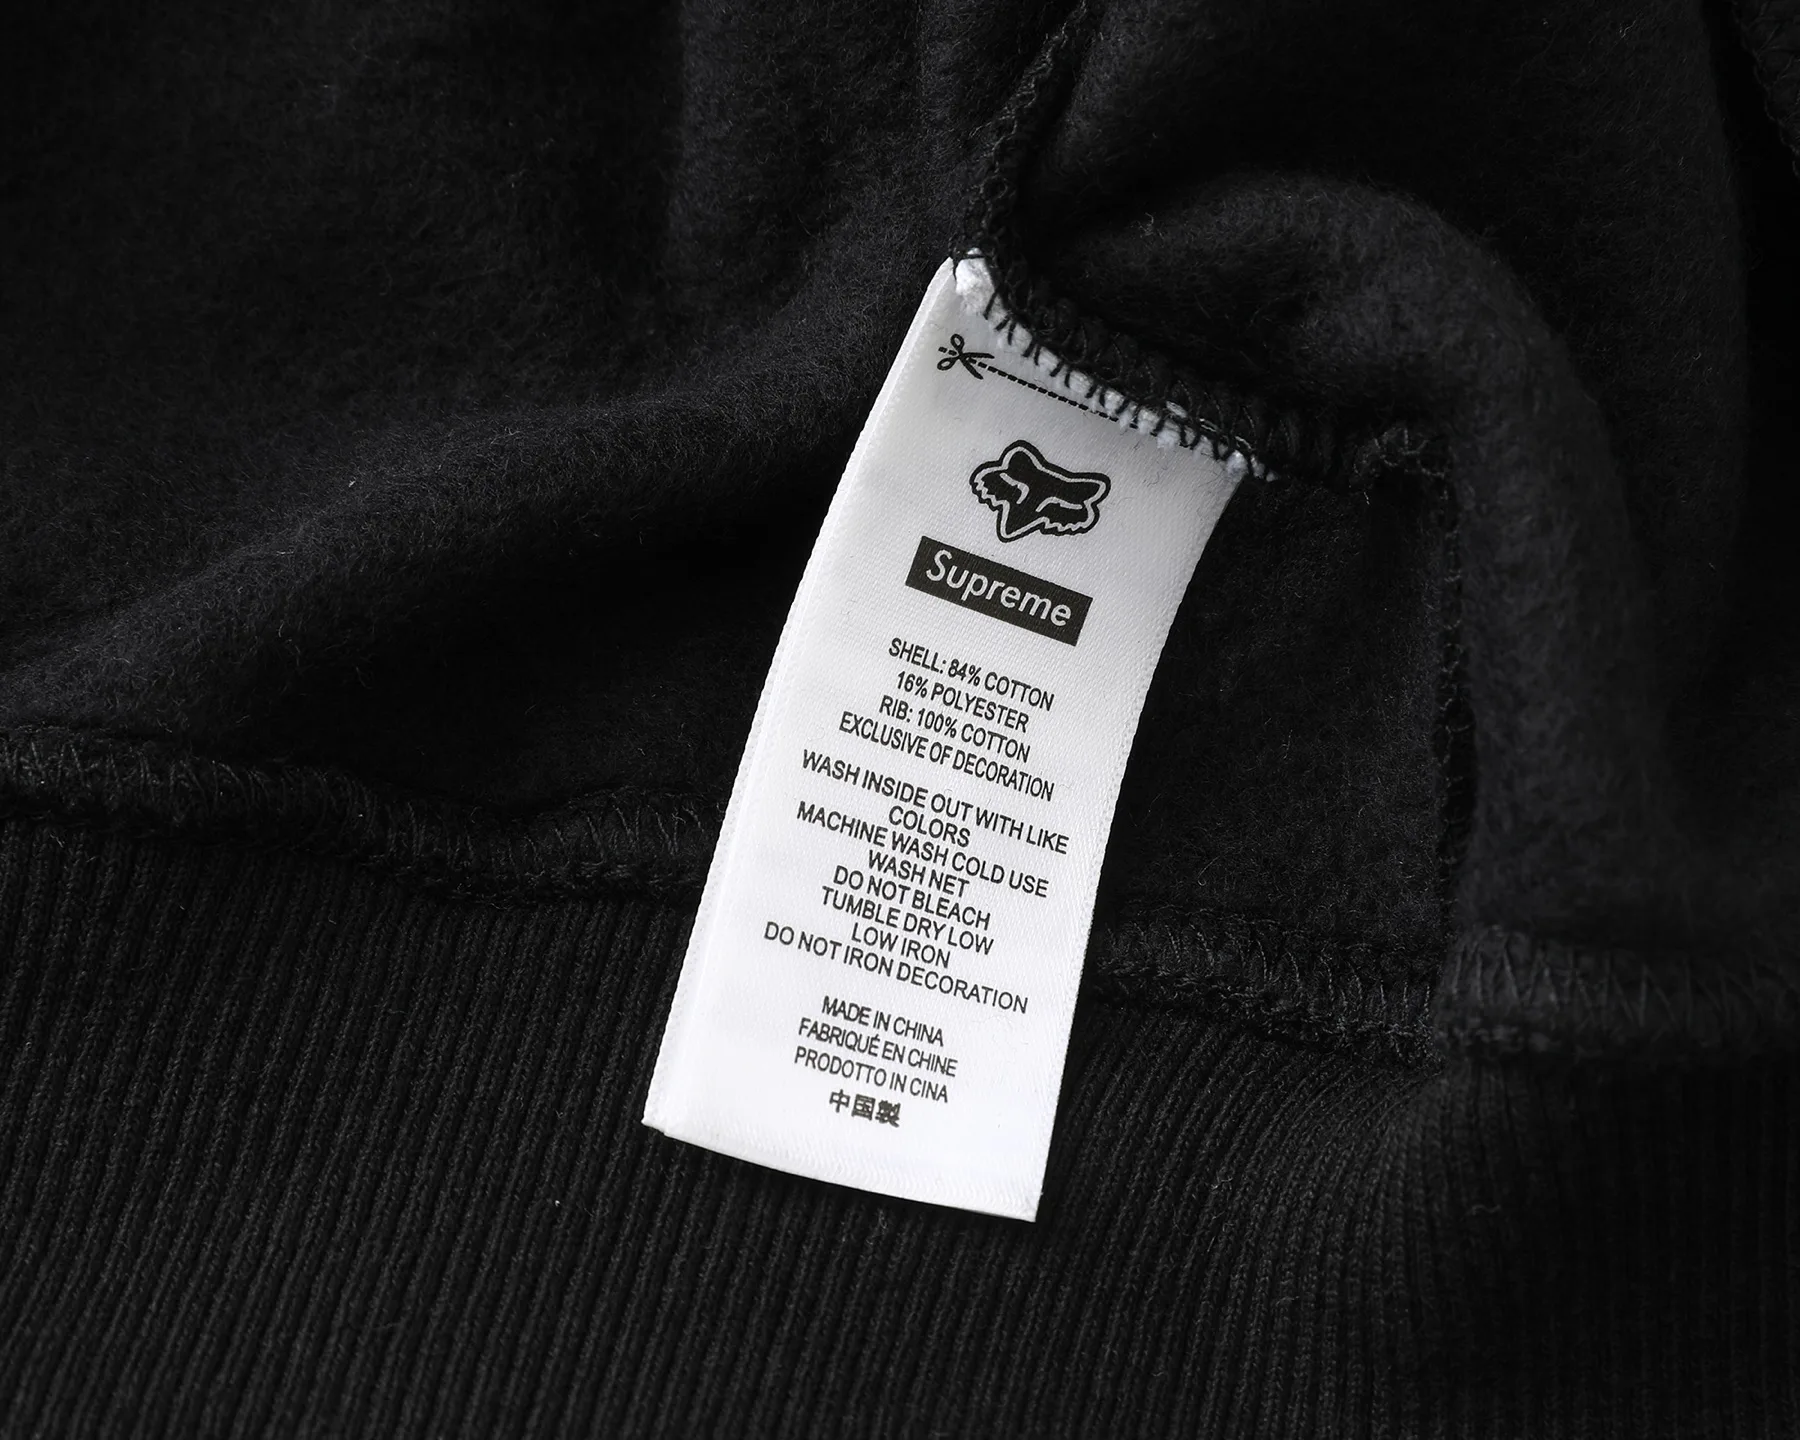 Supreme
SHELL: 84% COTTON
16% POLYESTER
RIB: 100% COTTON
EXCLUSIVE OF DECORATION
WASH INSIDE OUT WITH LIKE
COLORS
MACHINE WASH COLD USE
WASH NET
DO NOT BLEACH
TUMBLE DRY LOW
LOW IRON
DO NOT IRON DECORATION
MADE IN CHINA
FABRIQUÉ EN CHINE
PRODOTTO IN CINA
中国製